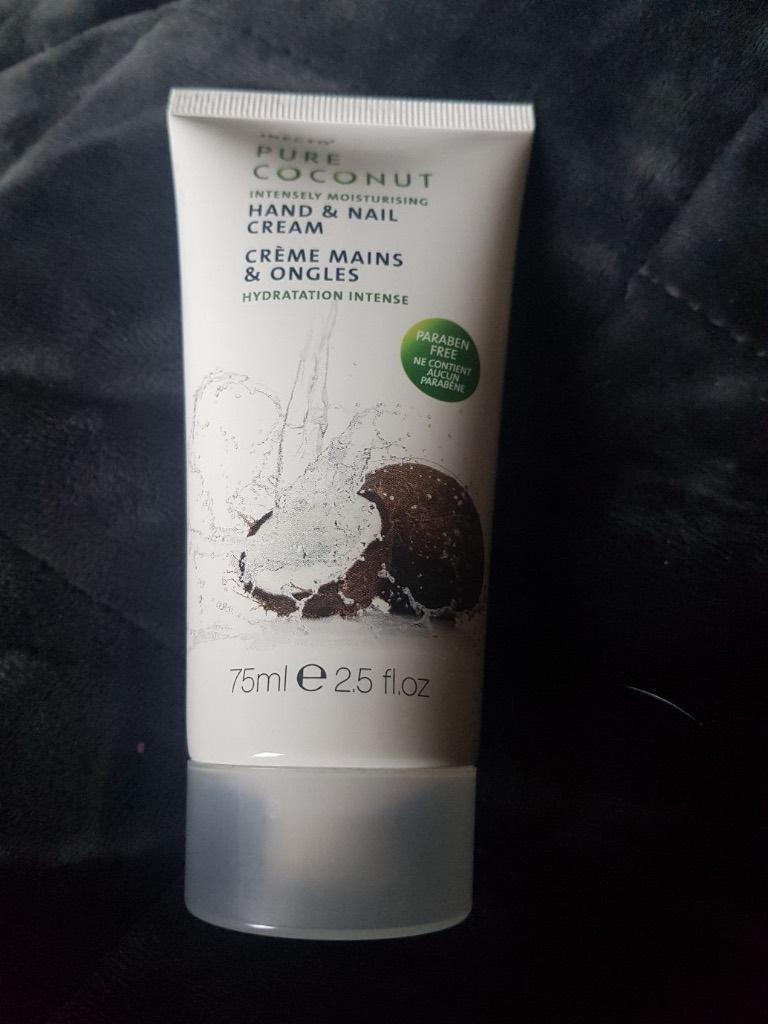 INECTO
PURE
COCONUT
INTENSELY MOISTURISING
HAND & NAIL
CREAM
CRÈME MAINS
& ONGLES
HYDRATATION INTENSE
PARABEN
FREE
NE CONTIENT
AUCUN
PARABÈNE
75ml e 2.5 fl.oz